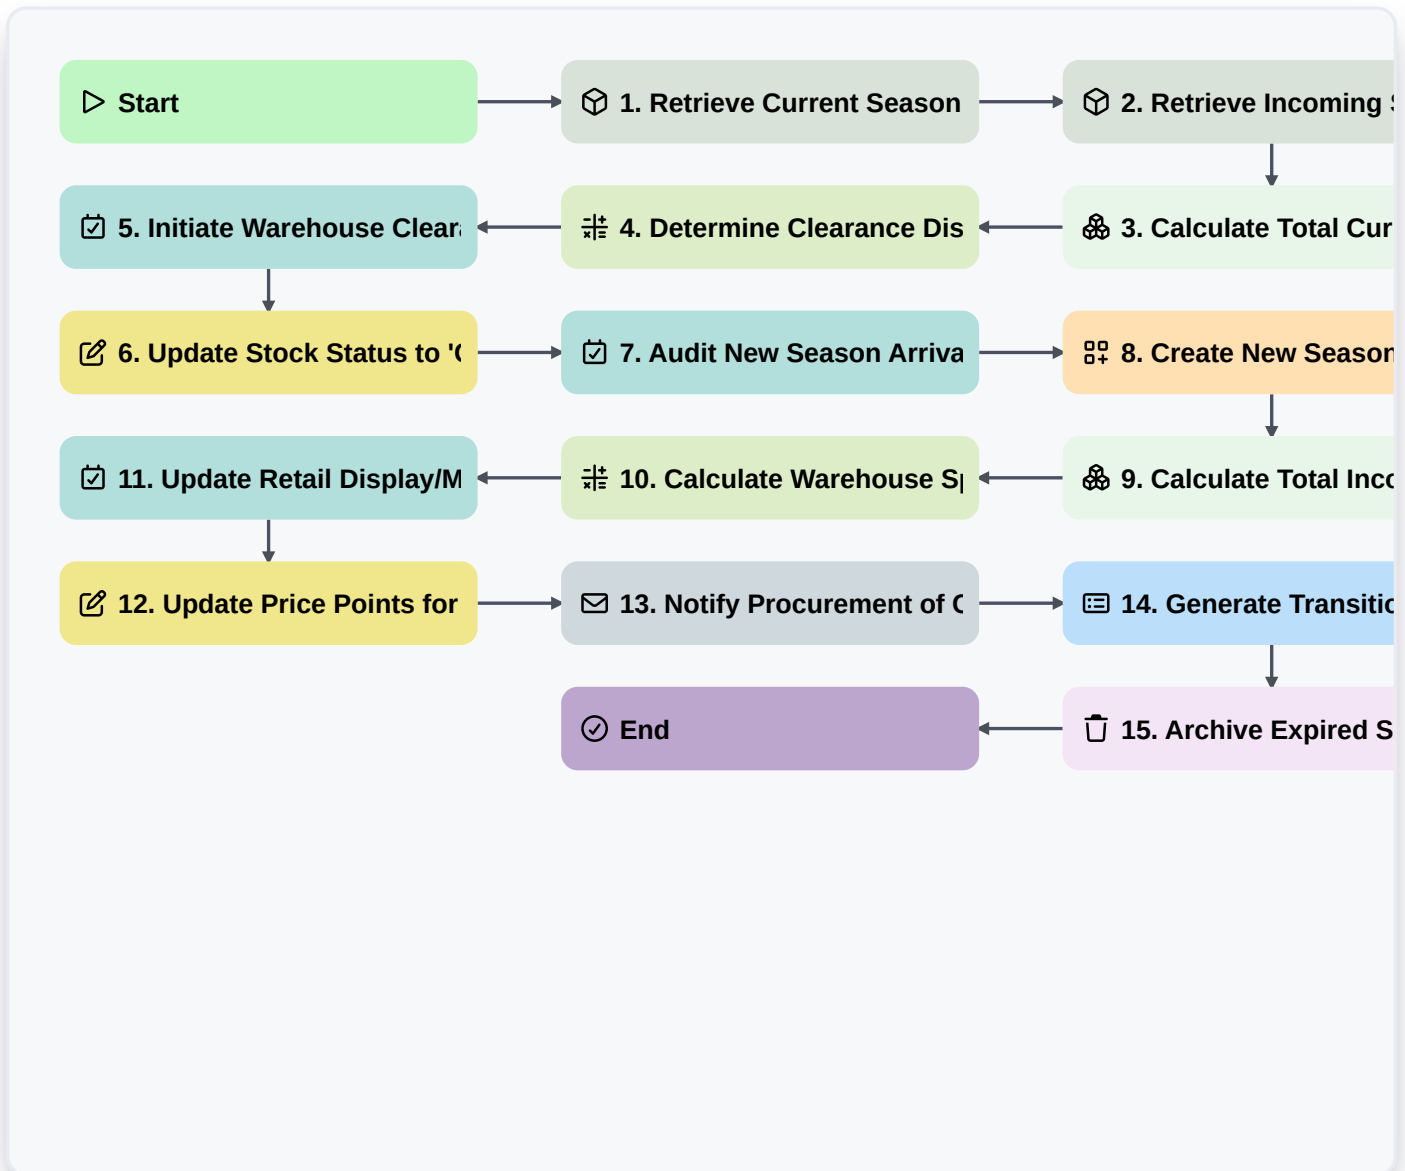 Start
1. Retrieve Current Season
2. Retrieve Incoming
5. Initiate Warehouse
4. Determine Clearance Dis
3. Calculate Total Cur
6. Update Stock Status to
7. Audit New Season Arriva
8. Create New Season
11. Update Retail Display/M
10. Calculate Warehouse
9. Calculate Total Inco
12. Update Price Points for
13. Notify Procurement of
14. Generate Transitio
End
15. Archive Expired S